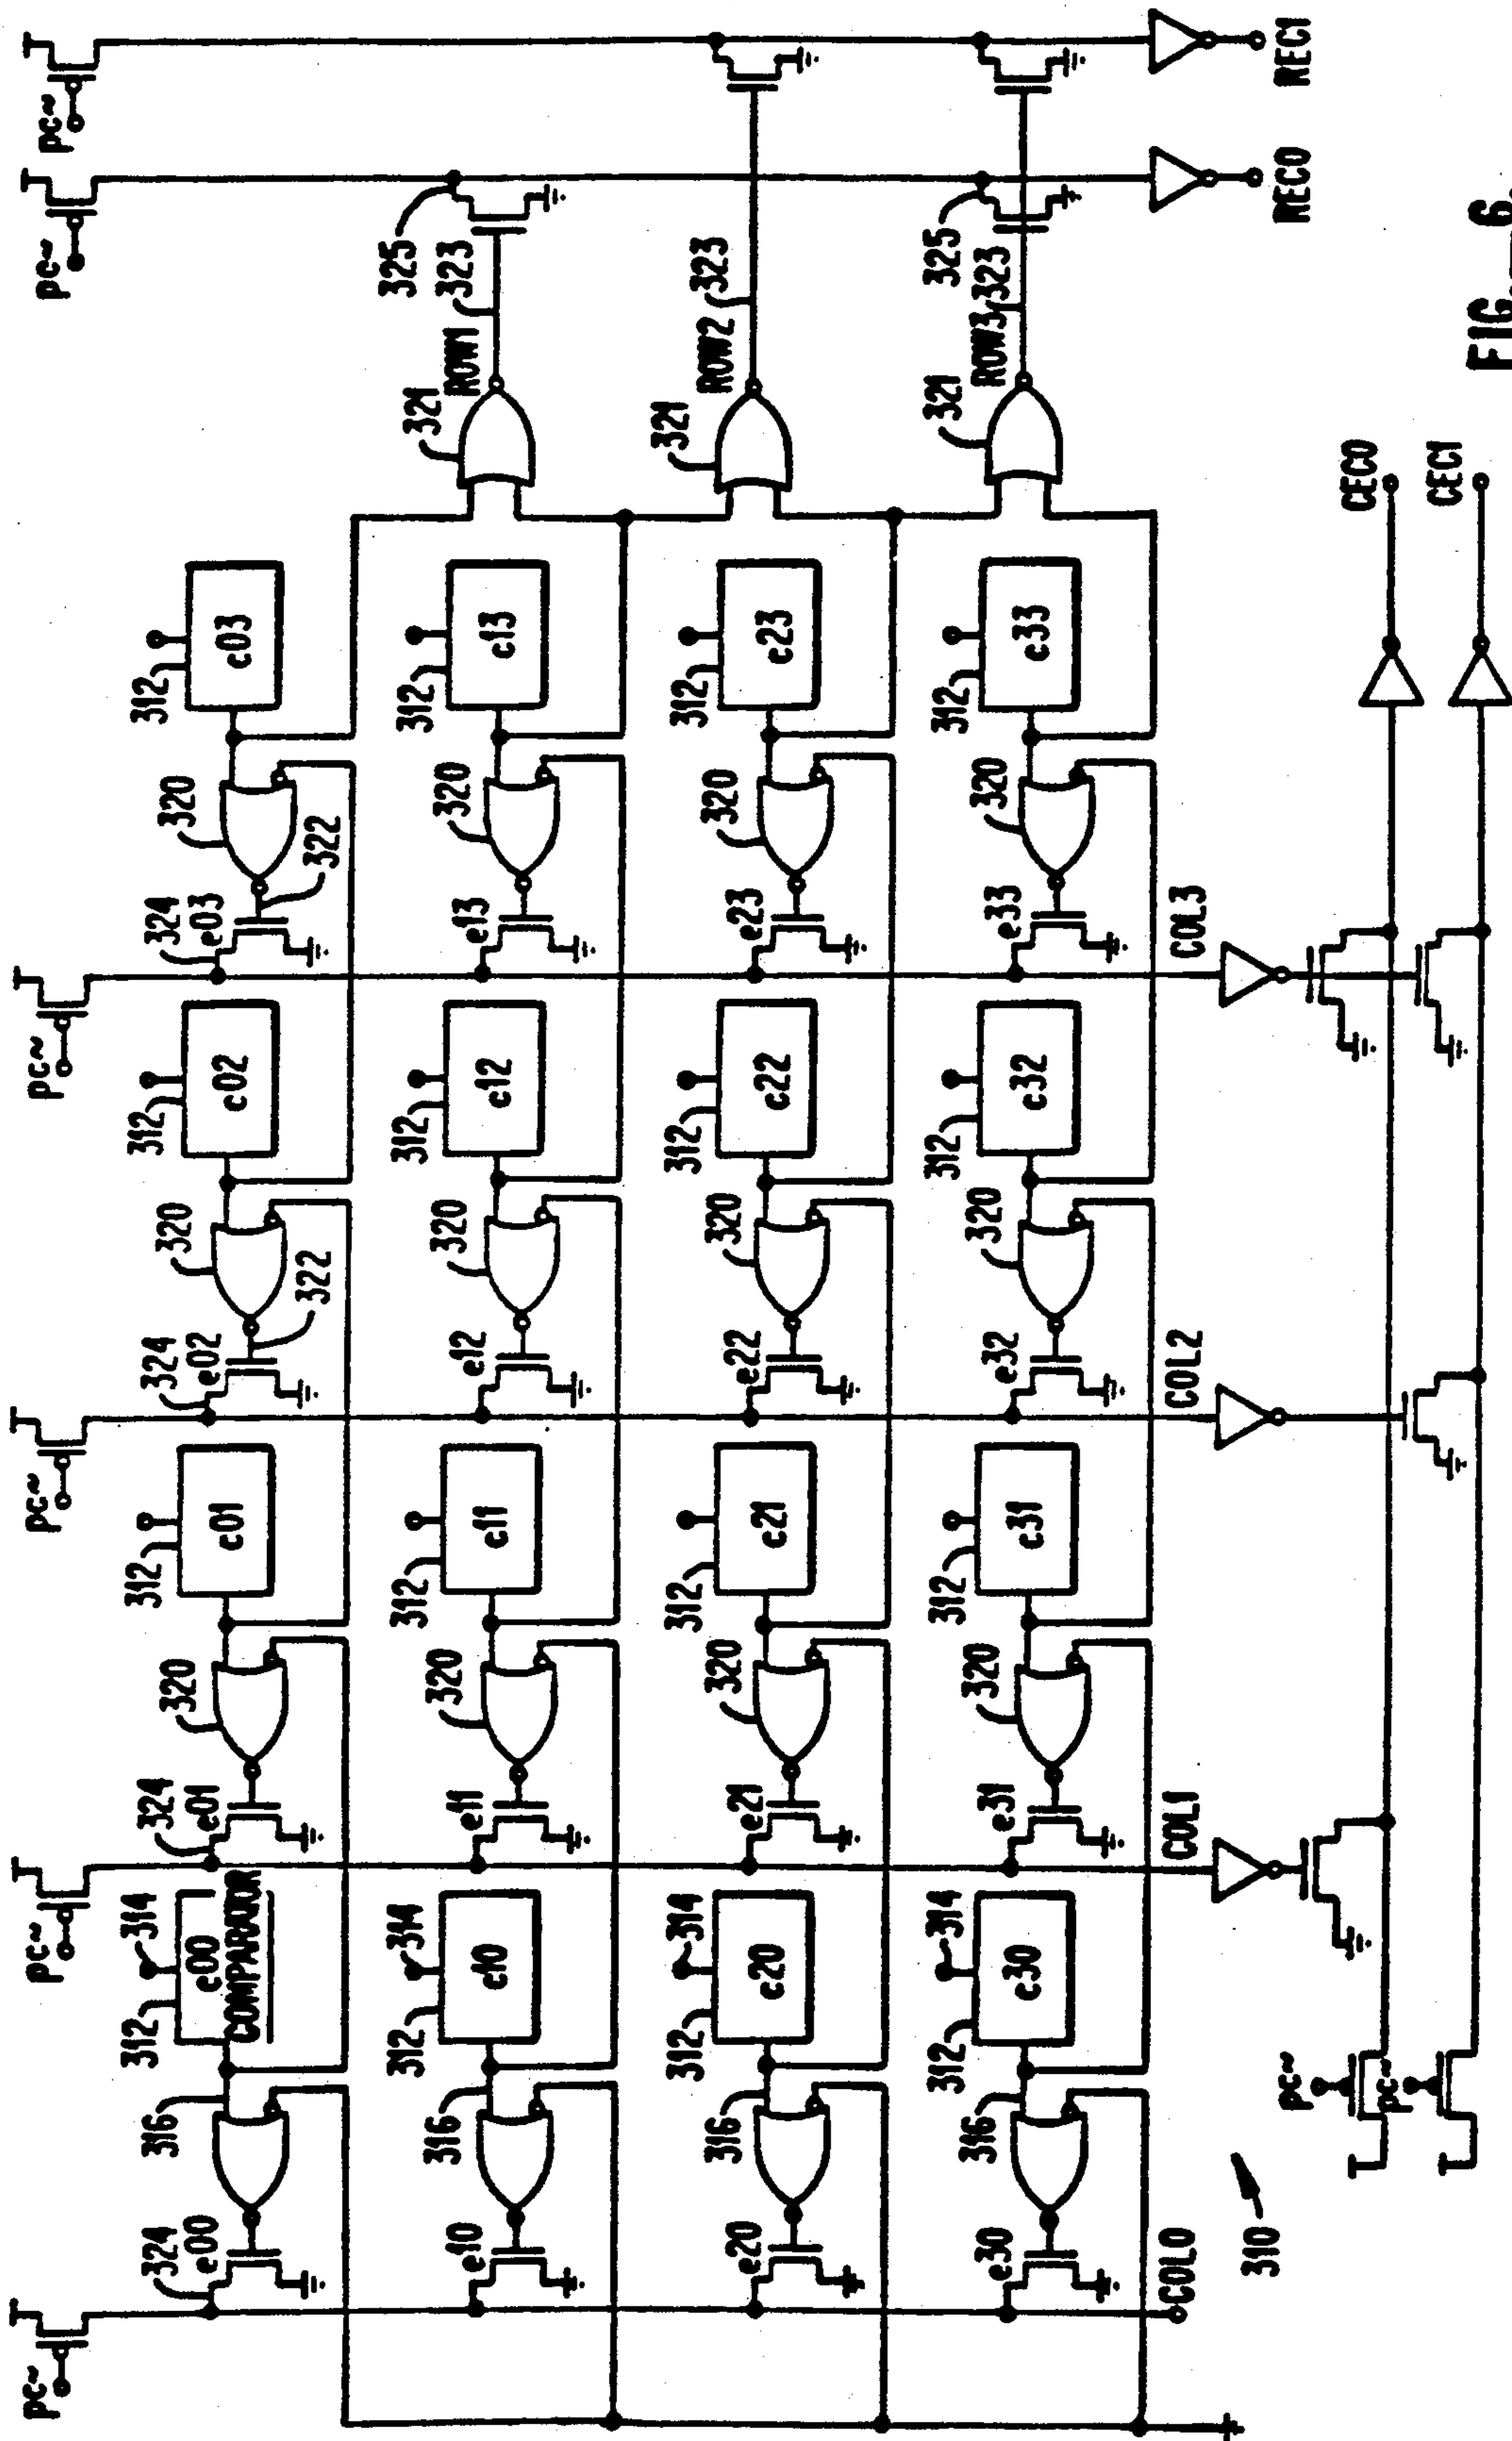 pc~ pc~ pc~ pc~ pc~ pc~
324 316 312 314 324 320 312 324 320 312 324 320 312
e00 c00 e01 c01 e02 c02 e03 c03
COMPARATOR
322 322
316 312 314 320 312 320 312 320 312 321 325
e10 c10 e11 c11 e12 c12 e13 c13 ROW1 323
316 312 314 320 312 320 312 320 312 321
e20 c20 e21 c21 e22 c22 e23 c23 ROW2 323
316 312 314 320 312 320 312 320 312 321 325
e30 c30 e31 c31 e32 c32 e33 c33 ROW3 323
COL0 COL1 COL2 COL3
310
REC0 REC1
pc~ CEC0
pc~ CEC1
FIG._6.